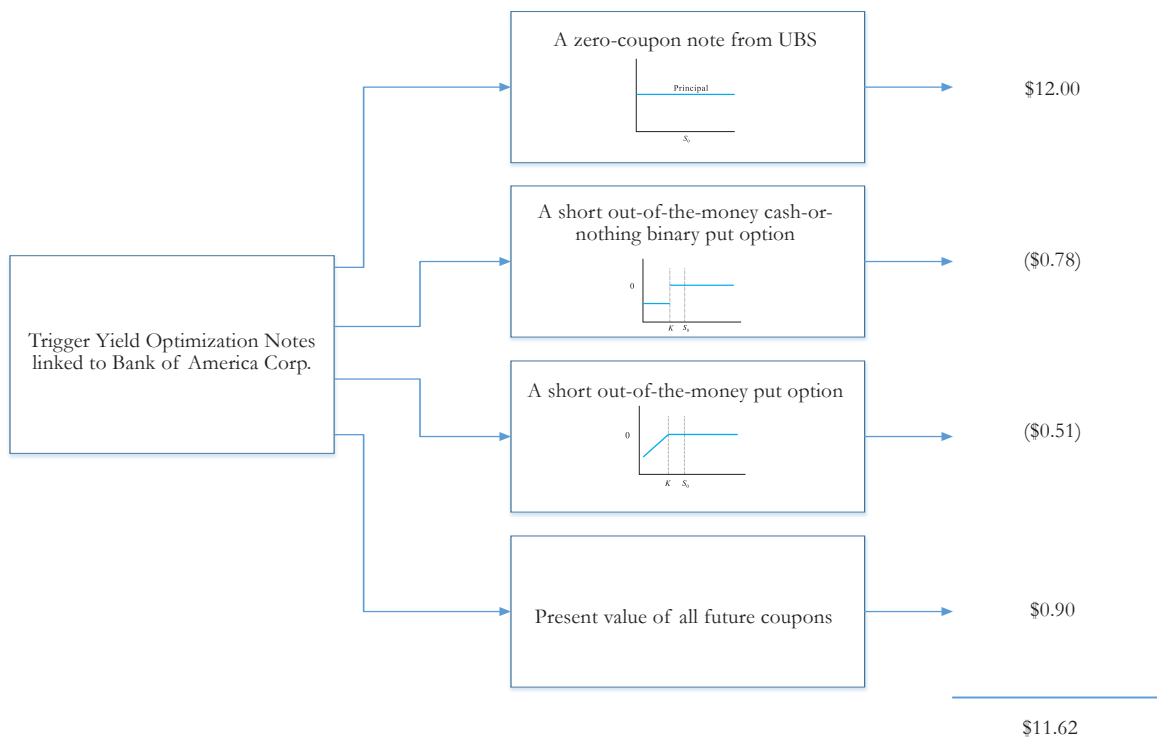 A zero-coupon note from UBS
Principal
S0
$12.00
A short out-of-the-money cash-or-
nothing binary put option
0
K S0
($0.78)
Trigger Yield Optimization Notes
linked to Bank of America Corp.
A short out-of-the-money put option
0
K S0
($0.51)
Present value of all future coupons
$0.90
$11.62